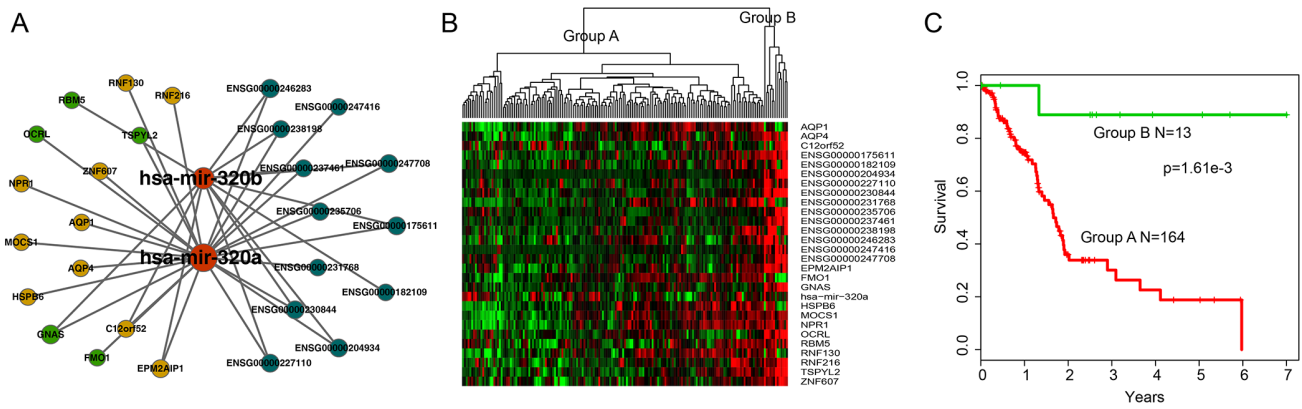 A
RNF130
RBM5
RNF216
OCRL
TSPYL2
ZNF607
NPR1
hsa-mir-320b
AQP1
MOCS1
hsa-mir-320a
AQP4
HSPB6
GNAS
C12orf52
FMO1
EPM2AIP1
ENSG00000246283
ENSG00000247416
ENSG00000238198
ENSG00000247708
ENSG00000237461
ENSG00000235706
ENSG00000175611
ENSG00000231768
ENSG00000182109
ENSG00000230844
ENSG00000204934
ENSG00000227110
B
Group A
Group B
AQP1
AQP4
C12orf52
ENSG00000175611
ENSG00000182109
ENSG00000204934
ENSG00000227110
ENSG00000230844
ENSG00000231768
ENSG00000235706
ENSG00000237461
ENSG00000238198
ENSG00000246283
ENSG00000247416
ENSG00000247708
EPM2AIP1
FMO1
GNAS
hsa-mir-320a
HSPB6
MOCS1
NPR1
OCRL
RBM5
RNF130
RNF216
TSPYL2
ZNF607
C
Survival
1.0
0.8
0.6
0.4
0.2
0.0
Group B N=13
p=1.61e-3
Group A N=164
0 1 2 3 4 5 6 7
Years